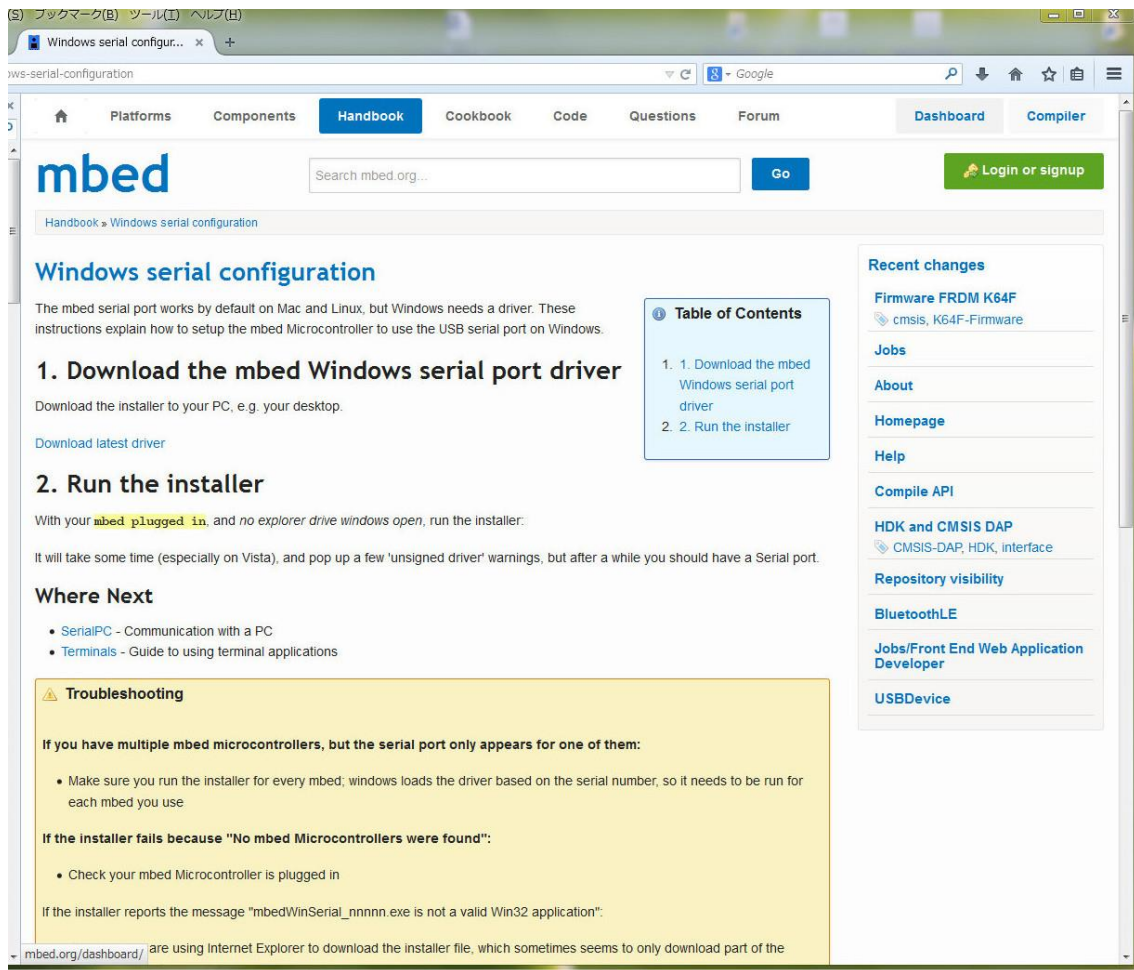 (S) ブックマーク(B) ツール(T) ヘルプ(H)
Windows serial configur... × +
ows-serial-configuration
8 - Google
Platforms Components Handbook Cookbook Code Questions Forum Dashboard Compiler
mbed
Search mbed.org...
Go
Login or signup
Handbook » Windows serial configuration
Windows serial configuration
The mbed serial port works by default on Mac and Linux, but Windows needs a driver. These
instructions explain how to setup the mbed Microcontroller to use the USB serial port on Windows.
Table of Contents
1. 1. Download the mbed
Windows serial port
driver
2. 2. Run the installer
1. Download the mbed Windows serial port driver
Download the installer to your PC, e.g. your desktop.
Download latest driver
2. Run the installer
With your mbed plugged in, and no explorer drive windows open, run the installer:
It will take some time (especially on Vista), and pop up a few 'unsigned driver' warnings, but after a while you should have a Serial port.
Where Next
• SerialPC - Communication with a PC
• Terminals - Guide to using terminal applications
Troubleshooting
If you have multiple mbed microcontrollers, but the serial port only appears for one of them:
• Make sure you run the installer for every mbed; windows loads the driver based on the serial number, so it needs to be run for
each mbed you use
If the installer fails because "No mbed Microcontrollers were found":
• Check your mbed Microcontroller is plugged in
If the installer reports the message "mbedWinSerial_nnnnn.exe is not a valid Win32 application":
are using Internet Explorer to download the installer file, which sometimes seems to only download part of the
mbed.org/dashboard/
Recent changes
Firmware FRDM K64F
cmsis, K64F-Firmware
Jobs
About
Homepage
Help
Compile API
HDK and CMSIS DAP
CMSIS-DAP, HDK, interface
Repository visibility
BluetoothLE
Jobs/Front End Web Application
Developer
USBDevice